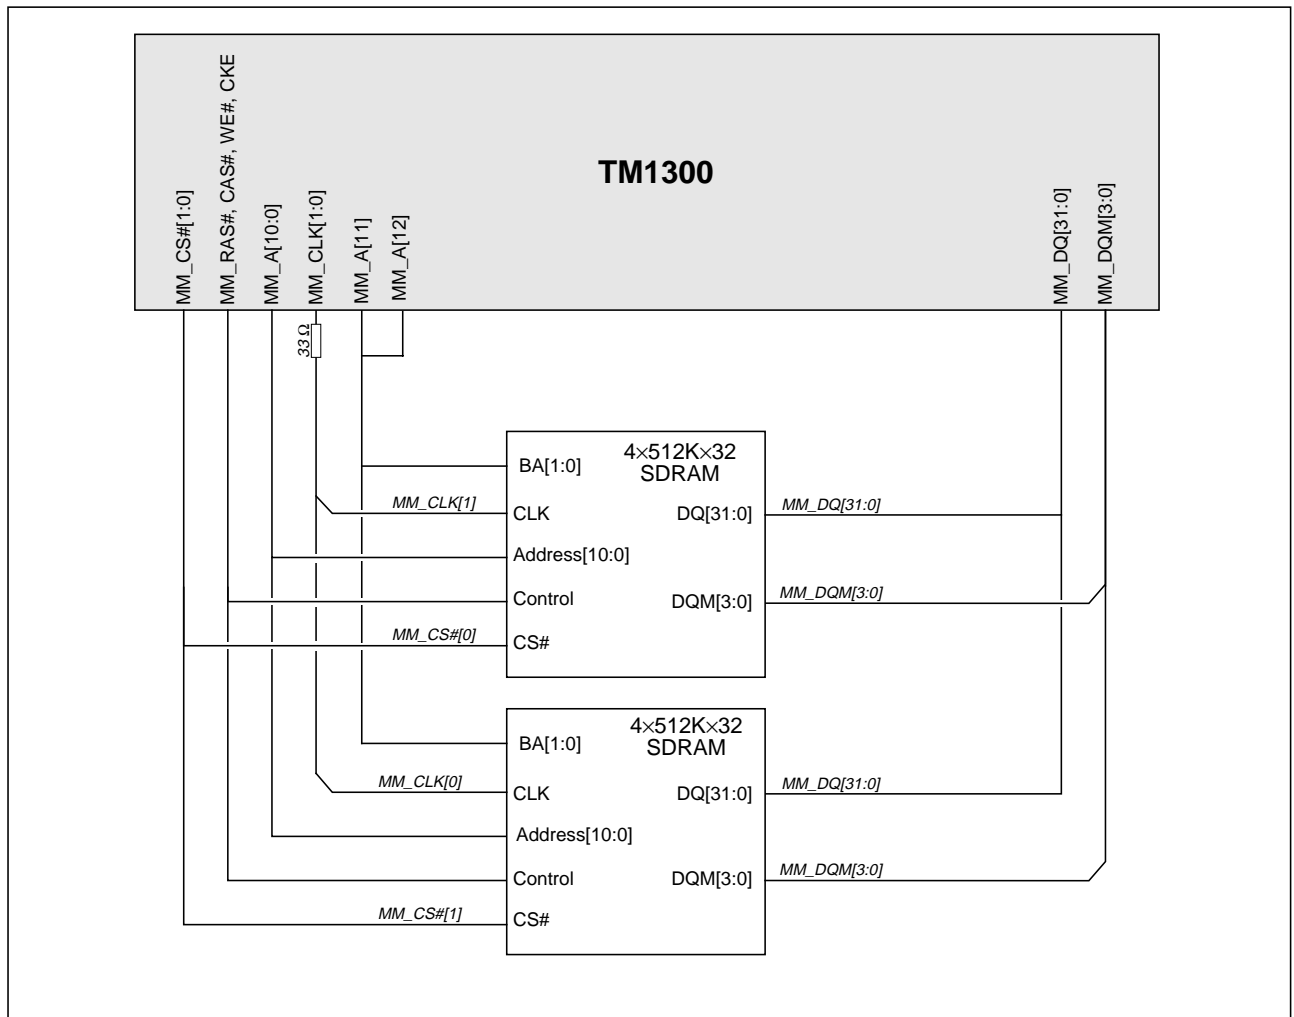 MM_CS#[1:0]
MM_RAS#, CAS#, WE#, CKE
MM_A[10:0]
MM_CLK[1:0]
MM_A[11]
MM_A[12]
TM1300
MM_DQ[31:0]
MM_DQM[3:0]
33 Ω
4×512K×32
SDRAM
BA[1:0]
MM_CLK[1]
CLK
DQ[31:0]
MM_DQ[31:0]
Address[10:0]
Control
DQM[3:0]
MM_DQM[3:0]
MM_CS#[0]
CS#
4×512K×32
SDRAM
BA[1:0]
MM_CLK[0]
CLK
DQ[31:0]
MM_DQ[31:0]
Address[10:0]
Control
DQM[3:0]
MM_DQM[3:0]
MM_CS#[1]
CS#